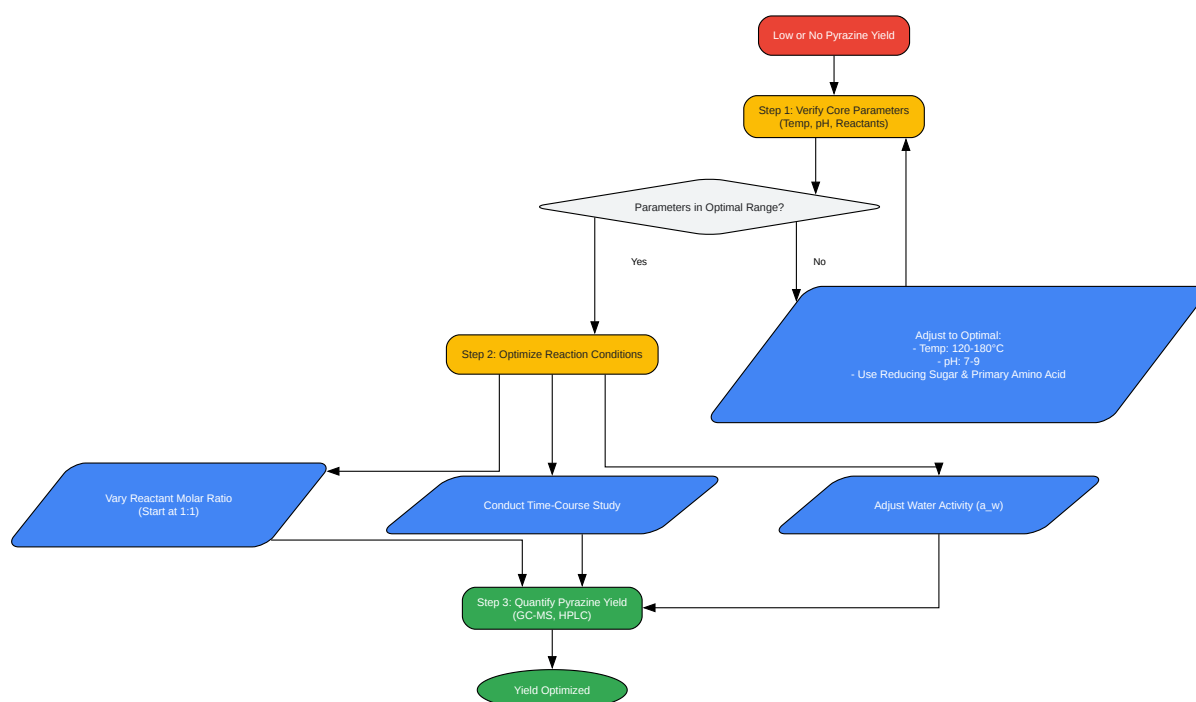 Low or No Pyrazine Yield
Step 1: Verify Core Parameters
(Temp, pH, Reactants)
Parameters in Optimal Range?
Yes
No
Adjust to Optimal:
- Temp: 120-180°C
- pH: 7-9
- Use Reducing Sugar & Primary Amino Acid
Step 2: Optimize Reaction Conditions
Vary Reactant Molar Ratio
(Start at 1:1)
Conduct Time-Course Study
Adjust Water Activity (a_w)
Step 3: Quantify Pyrazine Yield
(GC-MS, HPLC)
Yield Optimized